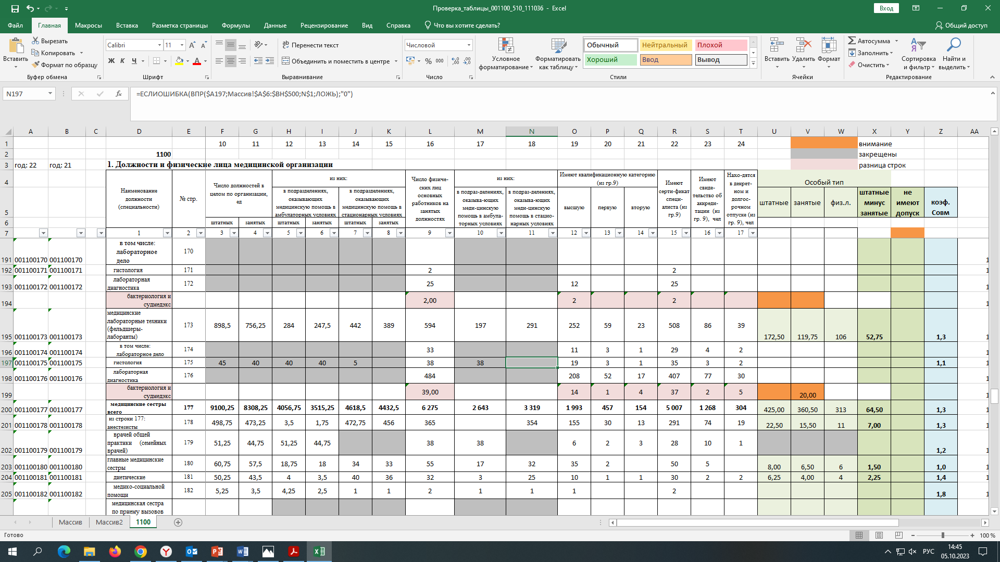 Проверка_таблицы_001100_510_111036 - Excel
Вход
Файл Главная Макросы Вставка Разметка страницы Формулы Данные Рецензирование Вид Справка Что вы хотите сделать? Общий доступ
Вставить
Вырезать
Копировать
Формат по образцу
Буфер обмена
Calibri 11
Ж К Ч
Шрифт
Перенести текст
Объединить и поместить в центре
Выравнивание
Числовой
% 000
Число
Условное форматирование
Форматировать как таблицу
Обычный Нейтральный Плохой
Хороший Ввод Вывод
Стили
Вставить Удалить Формат
Ячейки
Автосумма
Заполнить
Очистить
Сортировка и фильтр
Найти и выделить
Редактирование
N197
=ЕСЛИОШИБКА(ВПР($A197;Массив!$A$6:$BH$500;N$1;ЛОЖЬ);"0")
A B C D E F G H I J K L M N O P Q R S T U V W X Y Z AA
1 10 11 12 13 14 15 16 17 18 19 20 21 22 23 24 внимание
2 1100 закрещены
3 год: 22 год: 21 1. Должности и физические лица медицинской организации разница строк
4
5
6
7
Наименование должности (специальности)
№ стр.
Число должностей в целом по организации, ед
из них:
в подразделениях, оказывающих медицинскую помощь в амбулаторных условиях
в подразделениях, оказывающих медицинскую помощь в стационарных условиях
штатных занятых штатных занятых штатных занятых
Число физиче-ских лиц основных работников на занятых должностях
из них:
в подраз-делениях, оказыва-ющих меди-цинскую помощь в амбула-торных условиях
в подраз-делениях, оказыва-ющих меди-цинскую помощь в стацио-нарных условиях
Имеют квалификационную категорию (из гр.9)
высшую первую вторую
Имеют серти-фикат специ-алиста (из гр.9)
Имеют свиде-тельство об аккреди-тации (из гр. 9), чел
Нахо-дятся в декрет-ном и долгос-рочном отпуске (из гр. 9), чел
Особый тип
штатные занятые физ.л.
штатные минус занятые
не имеют допуск
коэф. Совм
1 2 3 4 5 6 7 8 9 10 11 12 13 14 15 16 17
191 001100170 001100170 в том числе: лабораторное дело 170 1
192 001100171 001100171 гистология 171 2 2 1
193 001100172 001100172 лабораторная диагностика 172 25 12 25 1
194 бактериология и судмедэкс 2,00 2 2 1
195 001100173 001100173 медицинские лабораторные техники (фельдшеры-лаборанты) 173 898,5 756,25 284 247,5 442 389 594 197 291 252 59 23 508 86 39 172,50 119,75 106 52,75 1,3 1
196 001100174 001100174 в том числе: лабораторное дело 174 33 11 3 1 29 4 2 1
197 001100175 001100175 гистология 175 45 40 40 40 5 38 38 19 3 1 35 3 2 1,1 1
198 001100176 001100176 лабораторная диагностика 176 484 208 52 17 407 77 30 1
199 бактериология и судмедэкс 39,00 14 1 4 37 2 5 20,00 1
200 001100177 001100177 медицинские сестры всего 177 9100,25 8308,25 4056,75 3515,25 4618,5 4432,5 6 275 2 643 3 319 1 993 457 154 5 007 1 268 304 425,00 360,50 313 64,50 1,3 1
201 001100178 001100178 из строки 177: анестезисты 178 498,75 473,25 3,5 1,75 472,75 456 365 354 155 30 13 291 74 19 22,50 15,50 11 7,00 1,3 1
202 001100179 001100179 врачей общей практики (семейных врачей) 179 51,25 44,75 51,25 44,75 38 38 6 2 3 28 10 1 1,2 1
203 001100180 001100180 главные медицинские сестры 180 60,75 57,5 18,75 18 34 33 55 17 32 35 2 50 5 8,00 6,50 6 1,50 1,0 1
204 001100181 001100181 диетические 181 50,25 43,5 4 3,5 40 36 32 3 25 10 1 1 30 2 2 6,25 4,00 4 2,25 1,4 1
205 001100182 001100182 медико-социальной помощи 182 5,25 3,5 4,25 2,5 1 1 2 1 1 1 2 1,8 1
медицинская сестра по приему вызовов
Массив Массив2 1100
Готово
100 %
РУС
14:45
05.10.2023